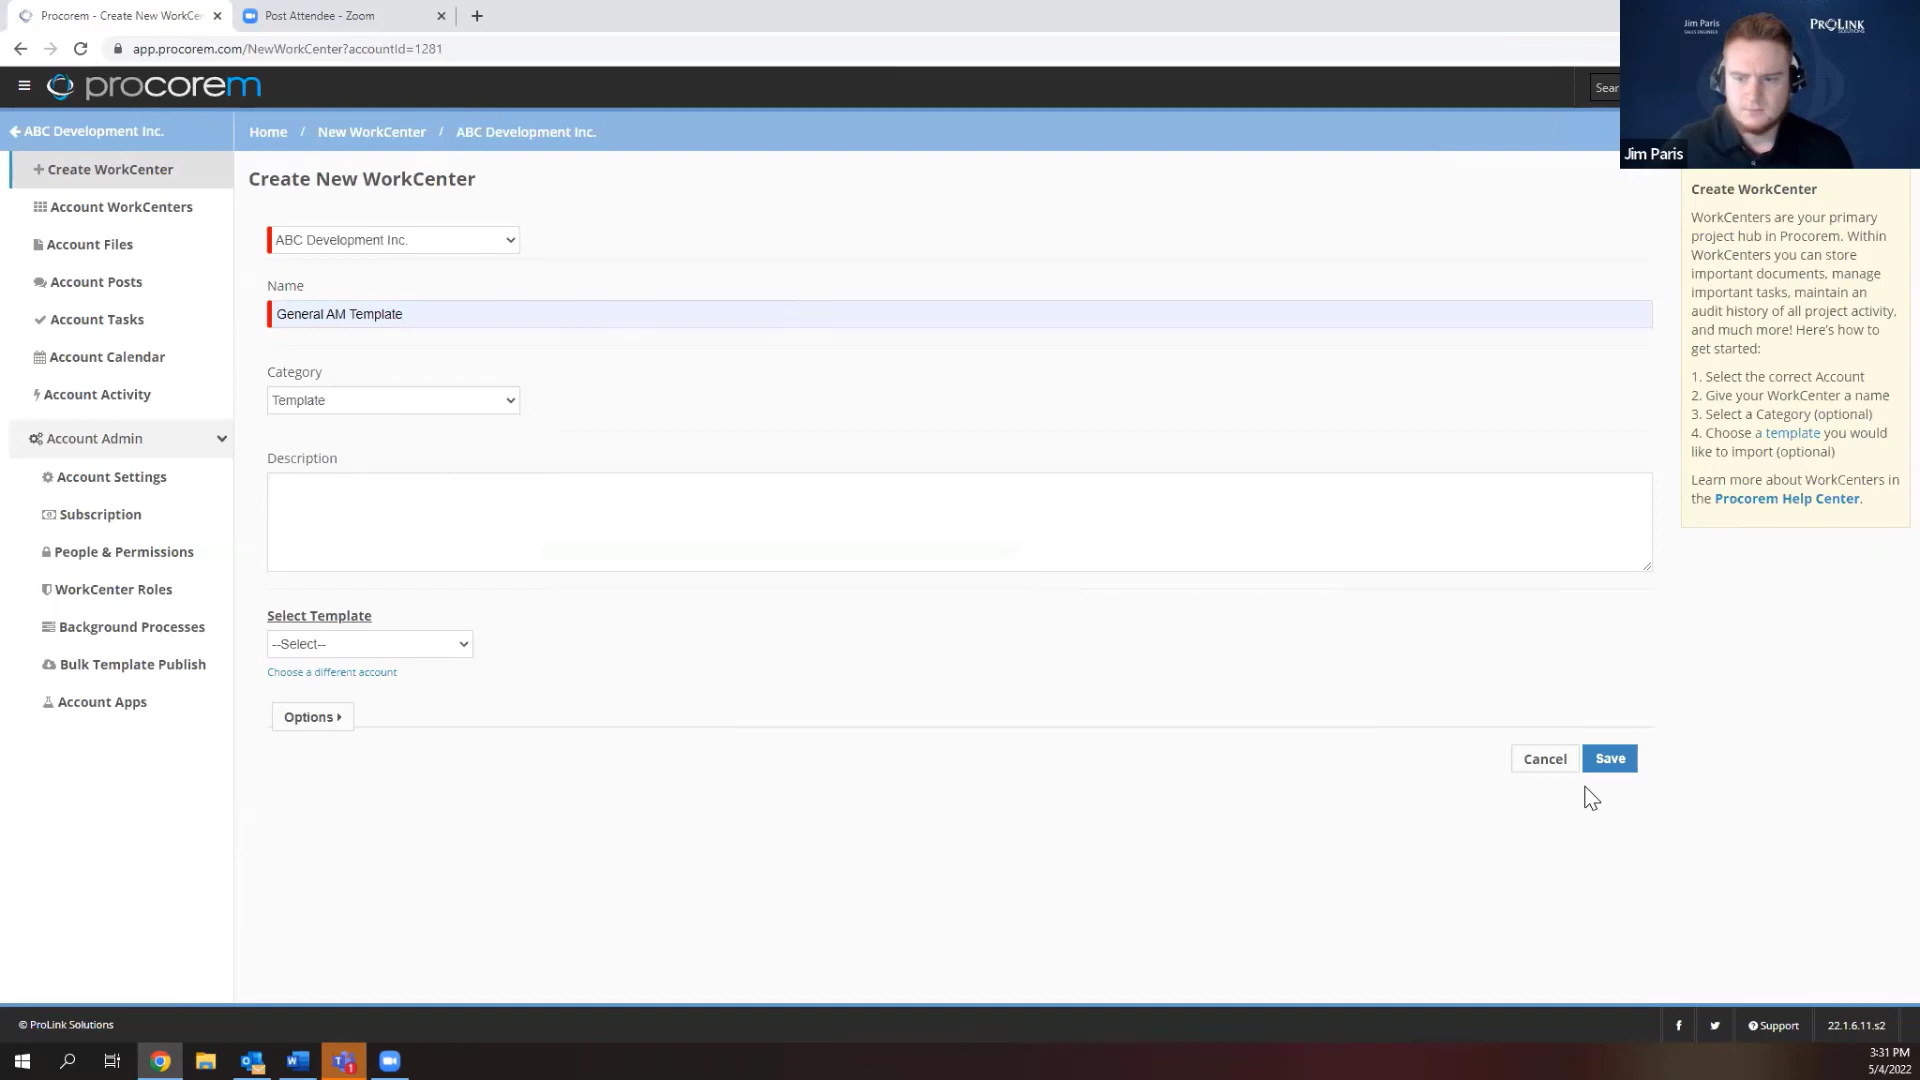 Procorem - Create New WorkCe
Post Attendee - Zoom
app.procorem.com/NewWorkCenter?accountId=1281
procorem
Sear
Jim Paris
PROLINK
SOLUTIONS
Jim Paris
ABC Development Inc.
Home / New WorkCenter / ABC Development Inc.
Create WorkCenter
Account WorkCenters
Account Files
Account Posts
Account Tasks
Account Calendar
Account Activity
Account Admin
Account Settings
Subscription
People & Permissions
WorkCenter Roles
Background Processes
Bulk Template Publish
Account Apps
Create New WorkCenter
ABC Development Inc.
Name
General AM Template
Category
Template
Description
Select Template
--Select--
Choose a different account
Options
Cancel
Save
Create WorkCenter
WorkCenters are your primary
project hub in Procorem. Within
WorkCenters you can store
important documents, manage
important tasks, maintain an
audit history of all project activity,
and much more! Here's how to
get started:
1. Select the correct Account
2. Give your WorkCenter a name
3. Select a Category (optional)
4. Choose a template you would
like to import (optional)
Learn more about WorkCenters in
the Procorem Help Center.
© ProLink Solutions
Support
22.1.6.11.s2
3:31 PM
5/4/2022